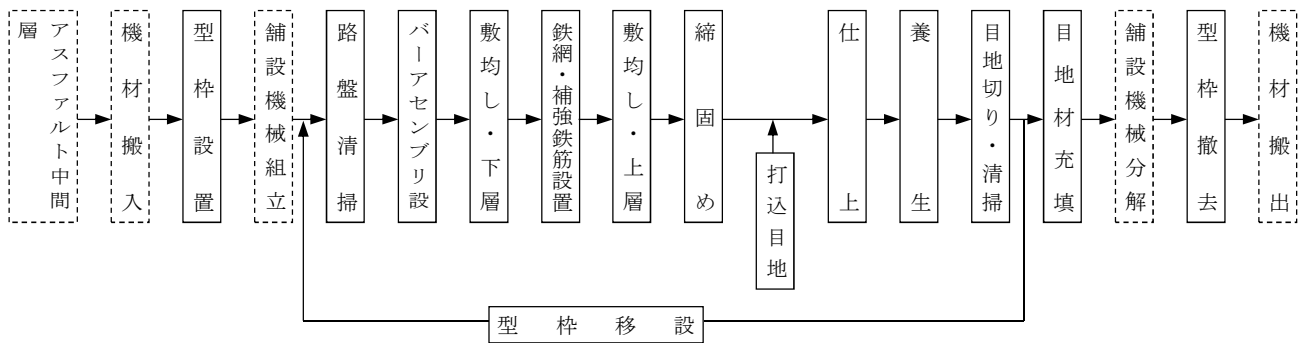 アスファルト中間
層
機材搬入
型枠設置
舗設機械組立
路盤清掃
バーアセンブリ設
敷均し・下層
鉄網・補強鉄筋設置
敷均し・上層
締固め
打込目地
仕上
養生
目地切り・清掃
目地材充填
舗設機械分解
型枠撤去
機材搬出
型枠移設